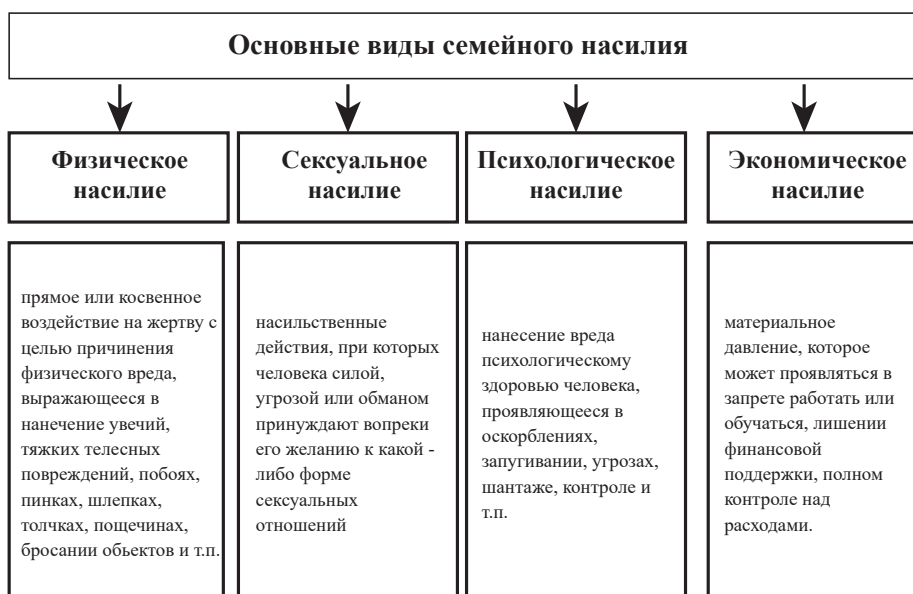 Основные виды семейного насилия
Физическое
насилие
Сексуальное
насилие
Психологическое
насилие
Экономическое
насилие
прямое или косвенное
воздействие на жертву с
целью причинения
физического вреда,
выражающееся в
нанечение увечий,
тяжких телесных
повреждений, побоях,
пинках, шлепках,
толчках, пощечинах,
бросании обьектов и т.п.
насильственные
действия, при которых
человека силой,
угрозой или обманом
принуждают вопреки
его желанию к какой -
либо форме
сексуальных
отношений
нанесение вреда
психологическому
здоровью человека,
проявляющееся в
оскорблениях,
запугивании, угрозах,
шантаже, контроле и
т.п.
материальное
давление, которое
может проявляться в
запрете работать или
обучаться, лишении
финансовой
поддержки, полном
контроле над
расходами.